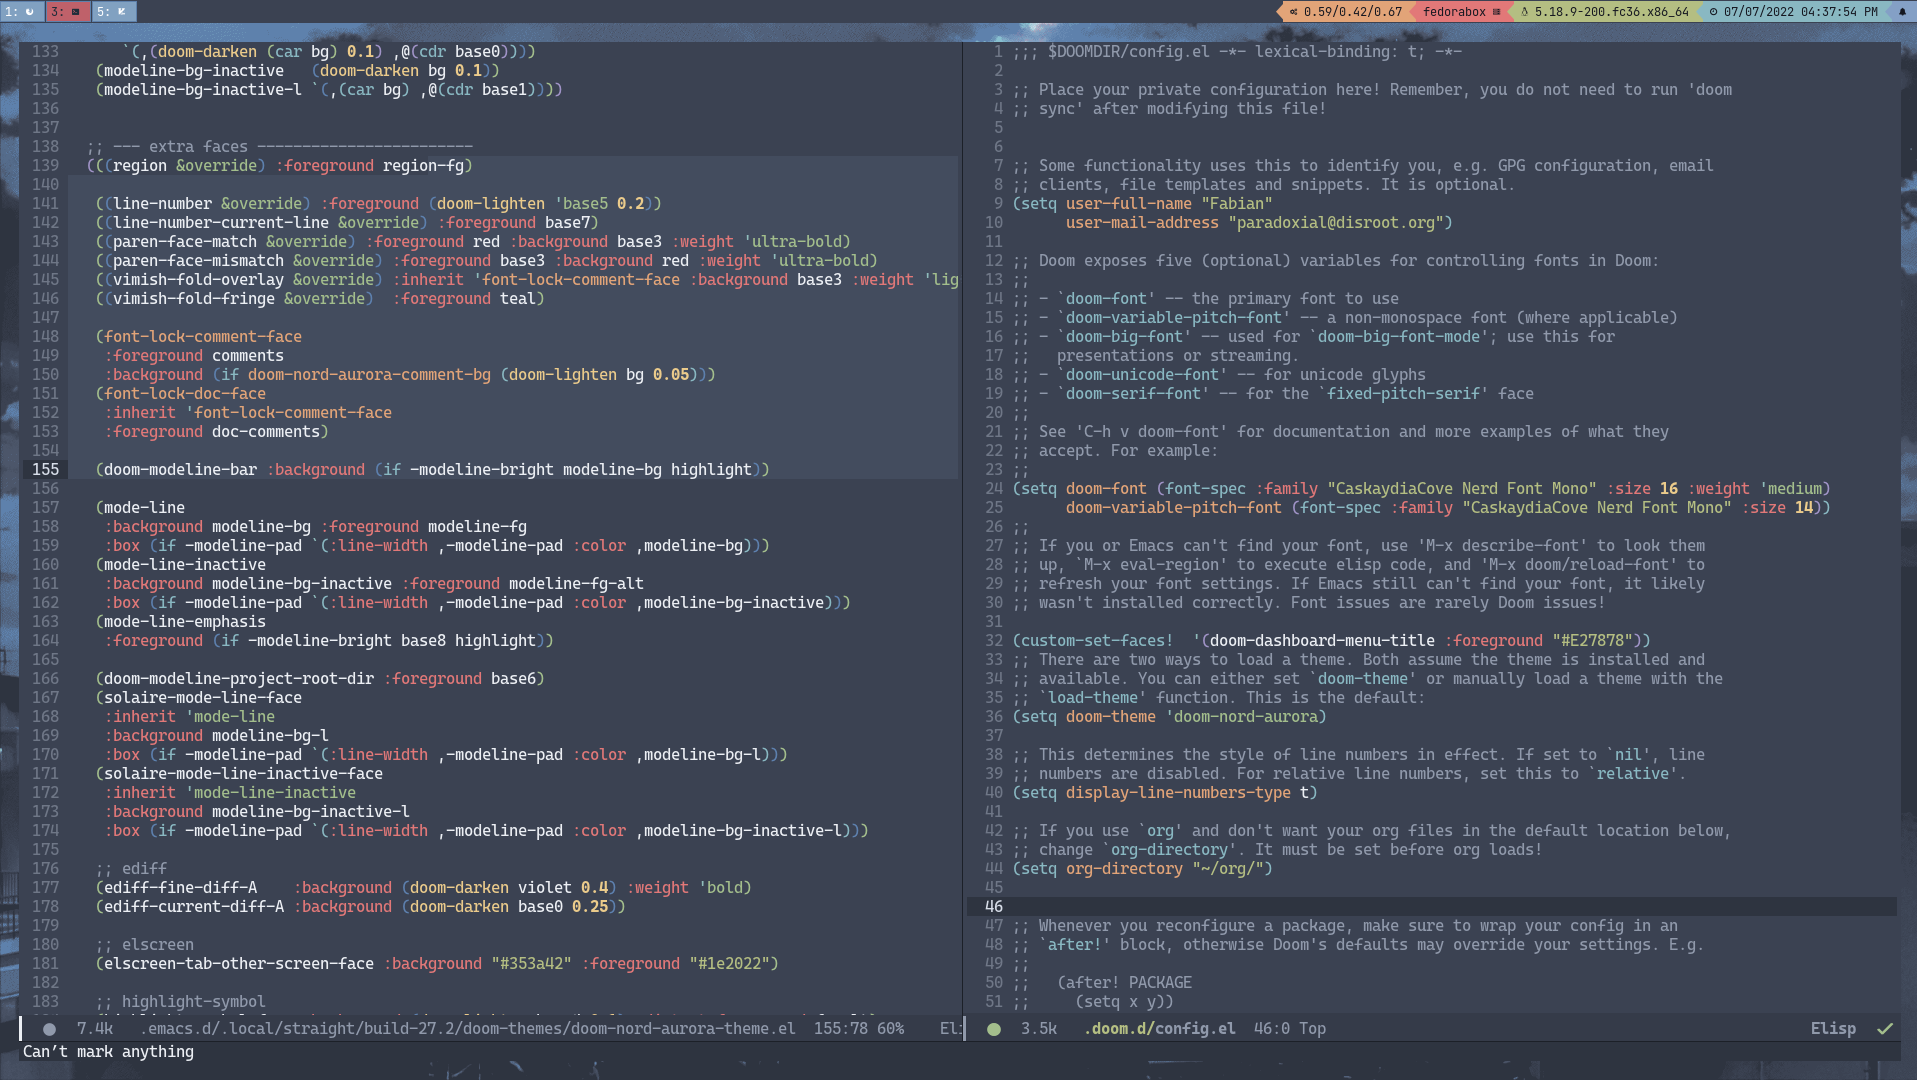 1:
3:
5:
0.59/0.42/0.67
fedorabox
5.18.9-200.fc36.x86_64
07/07/2022 04:37:54 PM
133       `(,(doom-darken (car bg) 0.1) ,@(cdr base0))))
134    (modeline-bg-inactive   (doom-darken bg 0.1))
135    (modeline-bg-inactive-l `(,(car bg) ,@(cdr base1))))
136
137
138   ;; --- extra faces ------------------------
139   (((region &override) :foreground region-fg)
140
141    ((line-number &override) :foreground (doom-lighten 'base5 0.2))
142    ((line-number-current-line &override) :foreground base7)
143    ((paren-face-match &override) :foreground red :background base3 :weight 'ultra-bold)
144    ((paren-face-mismatch &override) :foreground base3 :background red :weight 'ultra-bold)
145    ((vimish-fold-overlay &override) :inherit 'font-lock-comment-face :background base3 :weight 'lig
146    ((vimish-fold-fringe &override)  :foreground teal)
147
148    (font-lock-comment-face
149     :foreground comments
150     :background (if doom-nord-aurora-comment-bg (doom-lighten bg 0.05)))
151    (font-lock-doc-face
152     :inherit 'font-lock-comment-face
153     :foreground doc-comments)
154
155    (doom-modeline-bar :background (if -modeline-bright modeline-bg highlight))
156
157    (mode-line
158     :background modeline-bg :foreground modeline-fg
159     :box (if -modeline-pad `(:line-width ,-modeline-pad :color ,modeline-bg)))
160    (mode-line-inactive
161     :background modeline-bg-inactive :foreground modeline-fg-alt
162     :box (if -modeline-pad `(:line-width ,-modeline-pad :color ,modeline-bg-inactive)))
163    (mode-line-emphasis
164     :foreground (if -modeline-bright base8 highlight))
165
166    (doom-modeline-project-root-dir :foreground base6)
167    (solaire-mode-line-face
168     :inherit 'mode-line
169     :background modeline-bg-l
170     :box (if -modeline-pad `(:line-width ,-modeline-pad :color ,modeline-bg-l)))
171    (solaire-mode-line-inactive-face
172     :inherit 'mode-line-inactive
173     :background modeline-bg-inactive-l
174     :box (if -modeline-pad `(:line-width ,-modeline-pad :color ,modeline-bg-inactive-l)))
175
176    ;; ediff
177    (ediff-fine-diff-A    :background (doom-darken violet 0.4) :weight 'bold)
178    (ediff-current-diff-A :background (doom-darken base0 0.25))
179
180    ;; elscreen
181    (elscreen-tab-other-screen-face :background "#353a42" :foreground "#1e2022")
182
183    ;; highlight-symbol
7.4k   .emacs.d/.local/straight/build-27.2/doom-themes/doom-nord-aurora-theme.el  155:78 60%    Eli
1 ;;; $DOOMDIR/config.el -*- lexical-binding: t; -*-
2
3 ;; Place your private configuration here! Remember, you do not need to run 'doom
4 ;; sync' after modifying this file!
5
6
7 ;; Some functionality uses this to identify you, e.g. GPG configuration, email
8 ;; clients, file templates and snippets. It is optional.
9 (setq user-full-name "Fabian"
10       user-mail-address "paradoxial@disroot.org")
11
12 ;; Doom exposes five (optional) variables for controlling fonts in Doom:
13 ;;
14 ;; - `doom-font' -- the primary font to use
15 ;; - `doom-variable-pitch-font' -- a non-monospace font (where applicable)
16 ;; - `doom-big-font' -- used for `doom-big-font-mode'; use this for
17 ;;   presentations or streaming.
18 ;; - `doom-unicode-font' -- for unicode glyphs
19 ;; - `doom-serif-font' -- for the `fixed-pitch-serif' face
20 ;;
21 ;; See 'C-h v doom-font' for documentation and more examples of what they
22 ;; accept. For example:
23 ;;
24 (setq doom-font (font-spec :family "CaskaydiaCove Nerd Font Mono" :size 16 :weight 'medium)
25       doom-variable-pitch-font (font-spec :family "CaskaydiaCove Nerd Font Mono" :size 14))
26 ;;
27 ;; If you or Emacs can't find your font, use 'M-x describe-font' to look them
28 ;; up, `M-x eval-region' to execute elisp code, and 'M-x doom/reload-font' to
29 ;; refresh your font settings. If Emacs still can't find your font, it likely
30 ;; wasn't installed correctly. Font issues are rarely Doom issues!
31
32 (custom-set-faces!  '(doom-dashboard-menu-title :foreground "#E27878"))
33 ;; There are two ways to load a theme. Both assume the theme is installed and
34 ;; available. You can either set `doom-theme' or manually load a theme with the
35 ;; `load-theme' function. This is the default:
36 (setq doom-theme 'doom-nord-aurora)
37
38 ;; This determines the style of line numbers in effect. If set to `nil', line
39 ;; numbers are disabled. For relative line numbers, set this to `relative'.
40 (setq display-line-numbers-type t)
41
42 ;; If you use `org' and don't want your org files in the default location below,
43 ;; change `org-directory'. It must be set before org loads!
44 (setq org-directory "~/org/")
45
46
47 ;; Whenever you reconfigure a package, make sure to wrap your config in an
48 ;; `after!' block, otherwise Doom's defaults may override your settings. E.g.
49 ;;
50 ;;   (after! PACKAGE
51 ;;     (setq x y))
3.5k   .doom.d/config.el  46:0 Top    Elisp
Can't mark anything